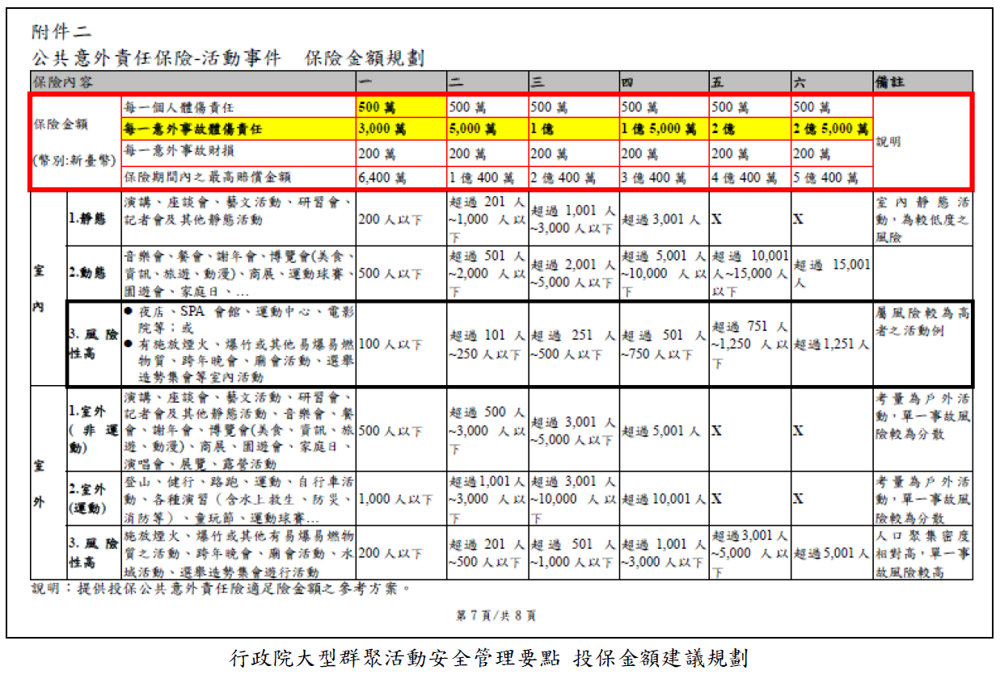 附件二
公共意外責任保險-活動事件 保險金額規劃
保險內容 一 二 三 四 五 六 備註
保險金額
(幣別:新臺幣)
每一個人體傷責任 500 萬 500 萬 500 萬 500 萬 500 萬 500 萬
每一意外事故體傷責任 3,000 萬 5,000 萬 1 億 1 億 5,000 萬 2 億 2 億 5,000 萬
每一意外事故財損 200 萬 200 萬 200 萬 200 萬 200 萬 200 萬
保險期間內之最高賠償金額 6,400 萬 1 億 400 萬 2 億 400 萬 3 億 400 萬 4 億 400 萬 5 億 400 萬
說明
室
內
1.靜態
演講、座談會、藝文活動、研習會、
記者會及其他靜態活動
200 人以下
超過 201 人
~1,000 人以
下
超過 1,001 人
~3,000 人以下
超過 3,001 人
X
X
室內靜態活
動，為較低度之
風險
2.動態
音樂會、餐會、謝年會、博覽會(美食、
資訊、旅遊、動漫)、商展、運動球賽、
園遊會、家庭日、…
500 人以下
超過 501 人
~2,000 人以
下
超過 2,001 人
~5,000 人以下
超過 5,001 人
~10,000 人以
下
超過 10,001
人~15,000 人
以下
超過 15,001
人
3. 風險
性高
● 夜店、SPA 會館、運動中心、電影
院等；或
● 有施放煙火、爆竹或其他易爆易燃
物質、跨年晚會、廟會活動、選舉
造勢集會等室內活動
100 人以下
超過 101 人
~250 人以下
超過 251 人
~500 人以下
超過 501 人
~750 人以下
超過 751 人
~1,250 人以
下
超過1,251 人
屬風險較為高
者之活動例
室
外
1.室外
(非運
動)
演講、座談會、藝文活動、研習會、
記者會及其他靜態活動、音樂會、餐
會、謝年會、博覽會(美食、資訊、旅
遊、動漫)、商展、園遊會、家庭日、
演唱會、展覽、露營活動
500 人以下
超過 500 人
~3,000 人以
下
超過 3,001 人
~5,000 人以下
超過 5,001 人
X
X
考量為戶外活
動，單一事故風
險較為分散
2.室外
(運動)
登山、健行、路跑、運動、自行車活
動、各種演習（含水上救生、防災、
消防等）、童玩節、運動球賽…
1,000 人以下
超過1,001 人
~3,000 人以
下
超過 3,001 人
~10,000 人以
下
超過 10,001人
X
X
考量為戶外活
動，單一事故風
險較為分散
3. 風險
性高
施放煙火、爆竹或其他有易爆易燃物
質之活動、跨年晚會、廟會活動、水
域活動、選舉造勢集會遊行活動
200 人以下
超過 201 人
~500 人以下
超過 501 人
~1,000 人以下
超過 1,001 人
~3,000 人以下
超過3,001 人
~5,000 人以
下
超過5,001 人
人口聚集密度
相對高，單一事
故風險較高
說明：提供投保公共意外責任險適足險金額之參考方案。
第 7 頁/共 8 頁
行政院大型群聚活動安全管理要點 投保金額建議規劃